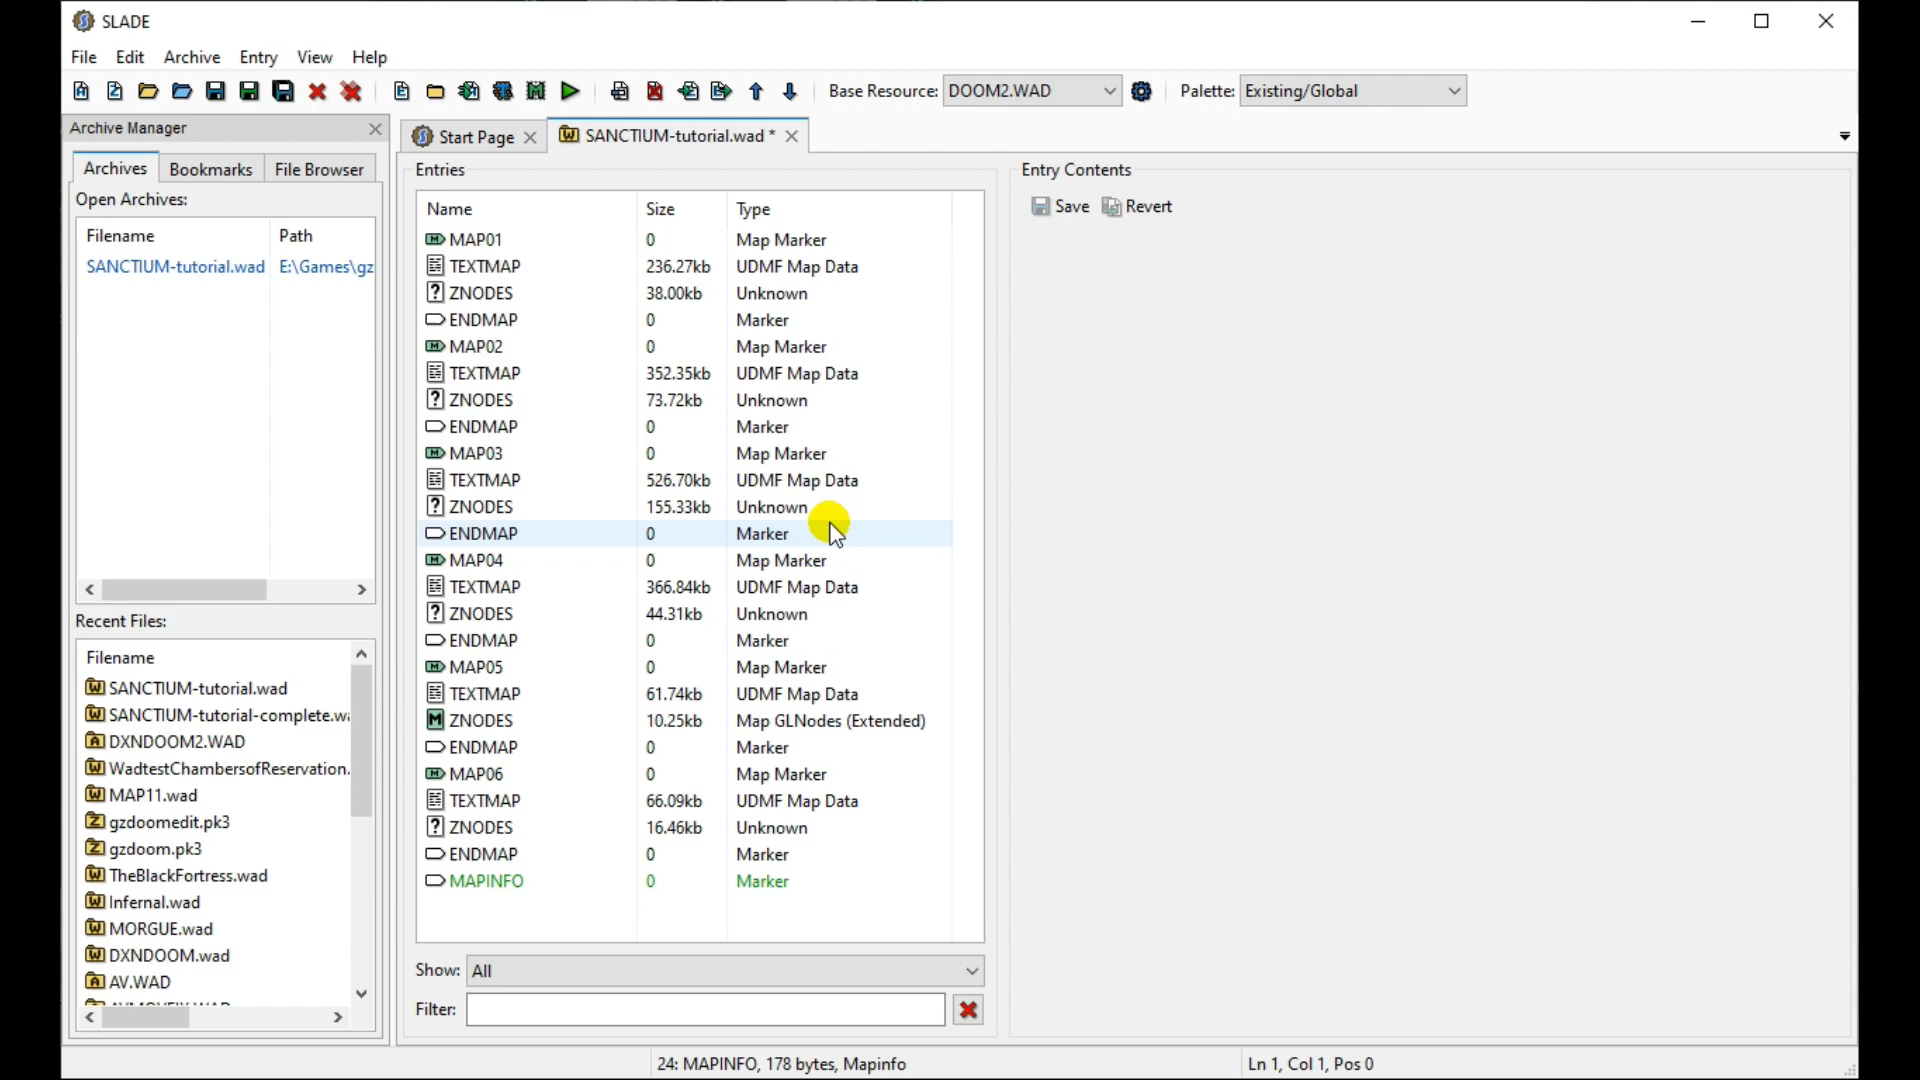 SLADE
File Edit Archive Entry View Help
Base Resource: DOOM2.WAD Palette: Existing/Global
Archive Manager
Start Page
SANCTIUM-tutorial.wad *
Archives Bookmarks File Browser
Open Archives:
Filename Path
SANCTIUM-tutorial.wad E:\Games\gz
Recent Files:
Filename
SANCTIUM-tutorial.wad
SANCTIUM-tutorial-complete.wa
DXNDOOM2.WAD
WadtestChambersofReservation.
MAP11.wad
gzdoomedit.pk3
gzdoom.pk3
TheBlackFortress.wad
Infernal.wad
MORGUE.wad
DXNDOOM.wad
AV.WAD
Entries
Name Size Type
MAP01 0 Map Marker
TEXTMAP 236.27kb UDMF Map Data
ZNODES 38.00kb Unknown
ENDMAP 0 Marker
MAP02 0 Map Marker
TEXTMAP 352.35kb UDMF Map Data
ZNODES 73.72kb Unknown
ENDMAP 0 Marker
MAP03 0 Map Marker
TEXTMAP 526.70kb UDMF Map Data
ZNODES 155.33kb Unknown
ENDMAP 0 Marker
MAP04 0 Map Marker
TEXTMAP 366.84kb UDMF Map Data
ZNODES 44.31kb Unknown
ENDMAP 0 Marker
MAP05 0 Map Marker
TEXTMAP 61.74kb UDMF Map Data
ZNODES 10.25kb Map GLNodes (Extended)
ENDMAP 0 Marker
MAP06 0 Map Marker
TEXTMAP 66.09kb UDMF Map Data
ZNODES 16.46kb Unknown
ENDMAP 0 Marker
MAPINFO 0 Marker
Show: All
Filter:
Entry Contents
Save Revert
24: MAPINFO, 178 bytes, Mapinfo
Ln 1, Col 1, Pos 0